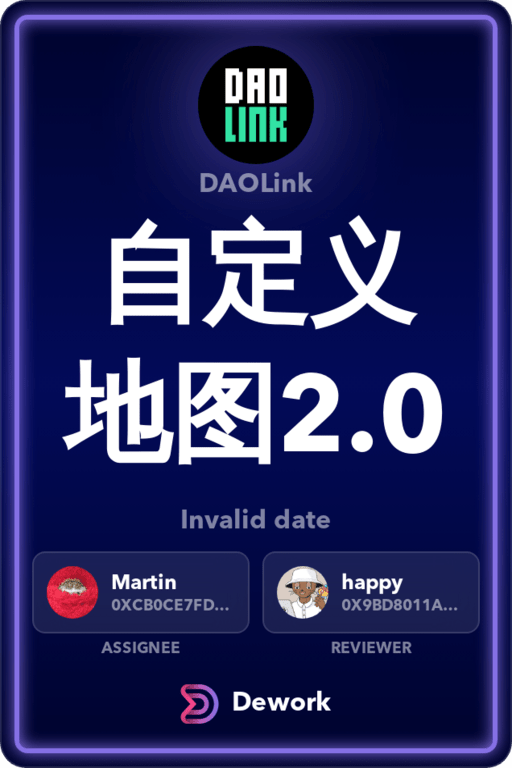 DAO
LINK
DAOLink
自定义
地图2.0
Invalid date
Martin
0XCB0CE7FD...
happy
0X9BD8011A...
ASSIGNEE
REVIEWER
Dework